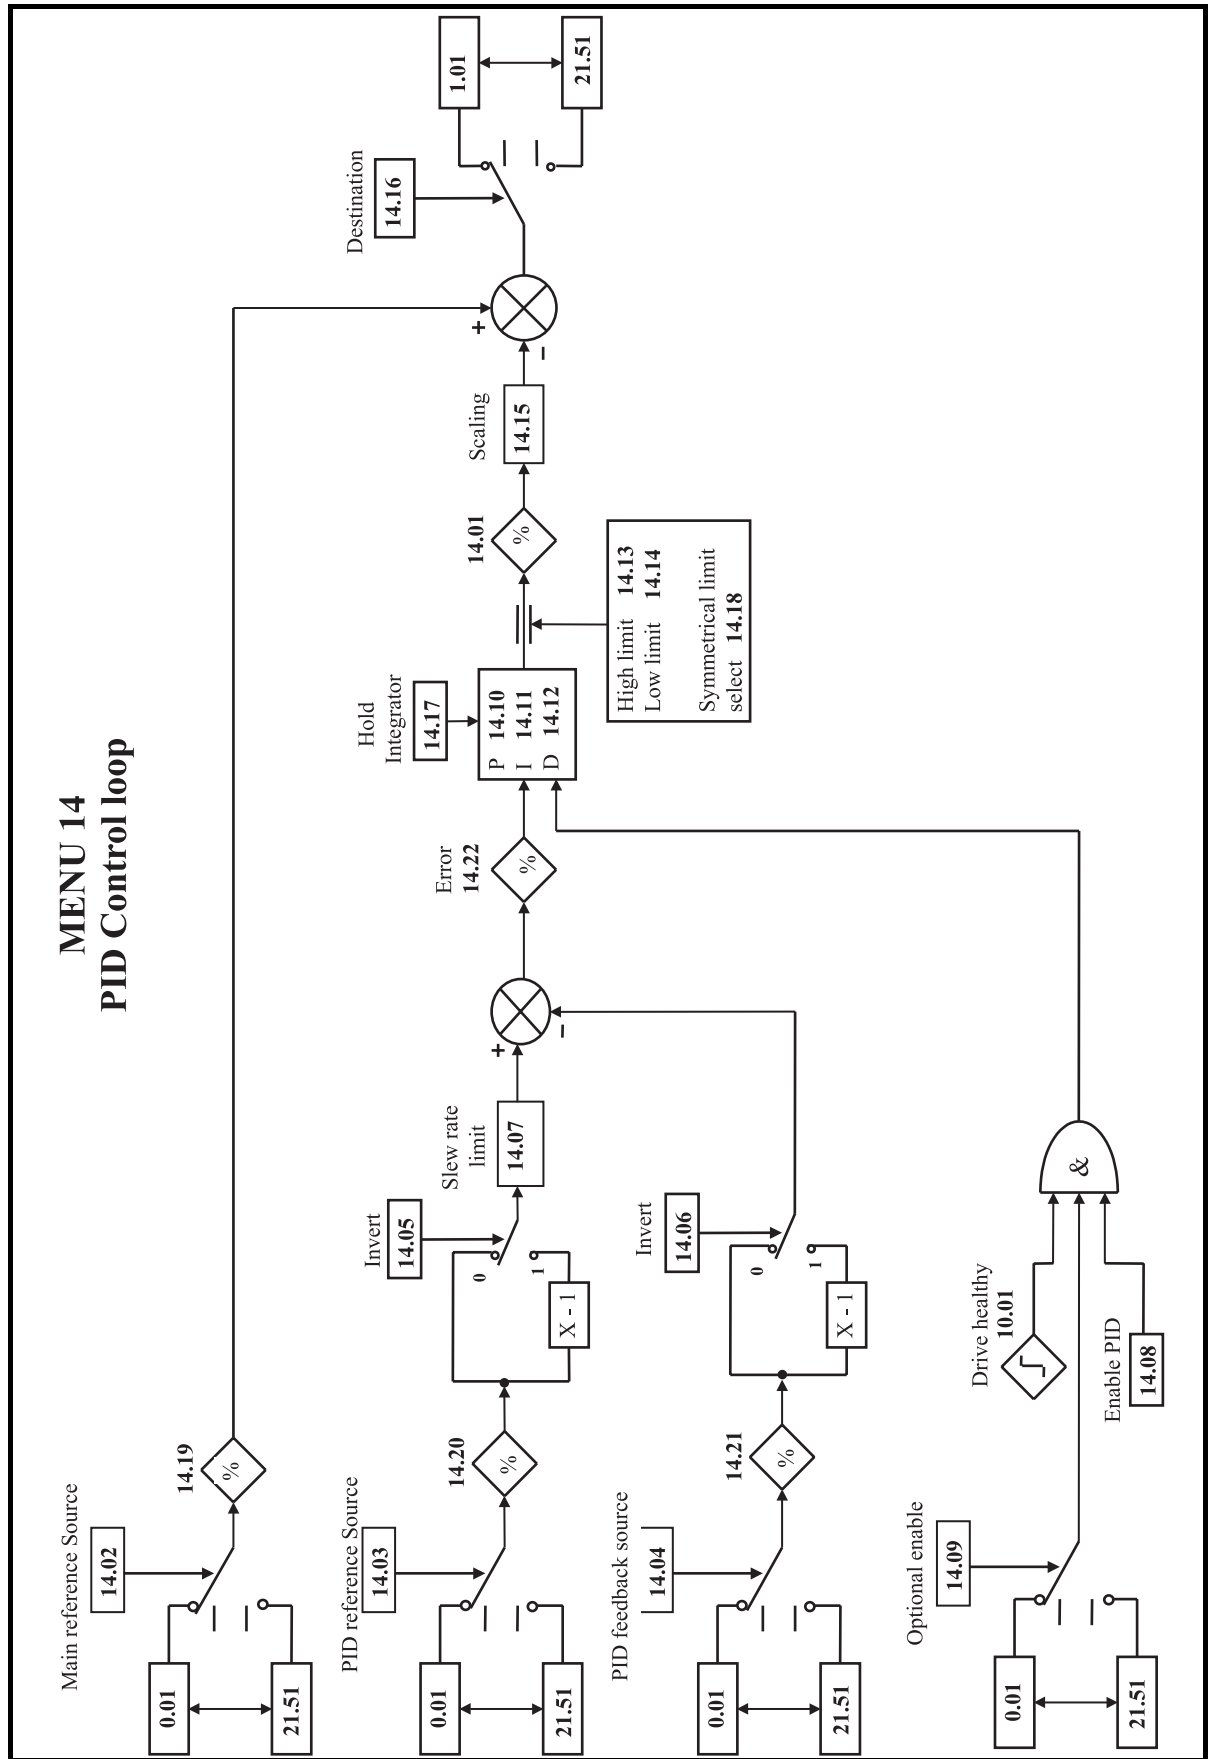 MENU 14
PID Control loop
Main reference Source
14.02
0.01
21.51
14.19
%
PID reference Source
14.03
0.01
21.51
14.20
%
Invert
14.05
0
1
X - 1
Slew rate
limit
14.07
+
−
Error
14.22
%
Hold
Integrator
14.17
P 14.10
I 14.11
D 14.12
High limit 14.13
Low limit 14.14
Symmetrical limit
select 14.18
14.01
%
Scaling
14.15
+
−
Destination
14.16
1.01
21.51
PID feedback source
14.04
0.01
21.51
14.21
%
Invert
14.06
0
1
X - 1
Optional enable
14.09
0.01
21.51
Drive healthy
10.01
Enable PID
14.08
&